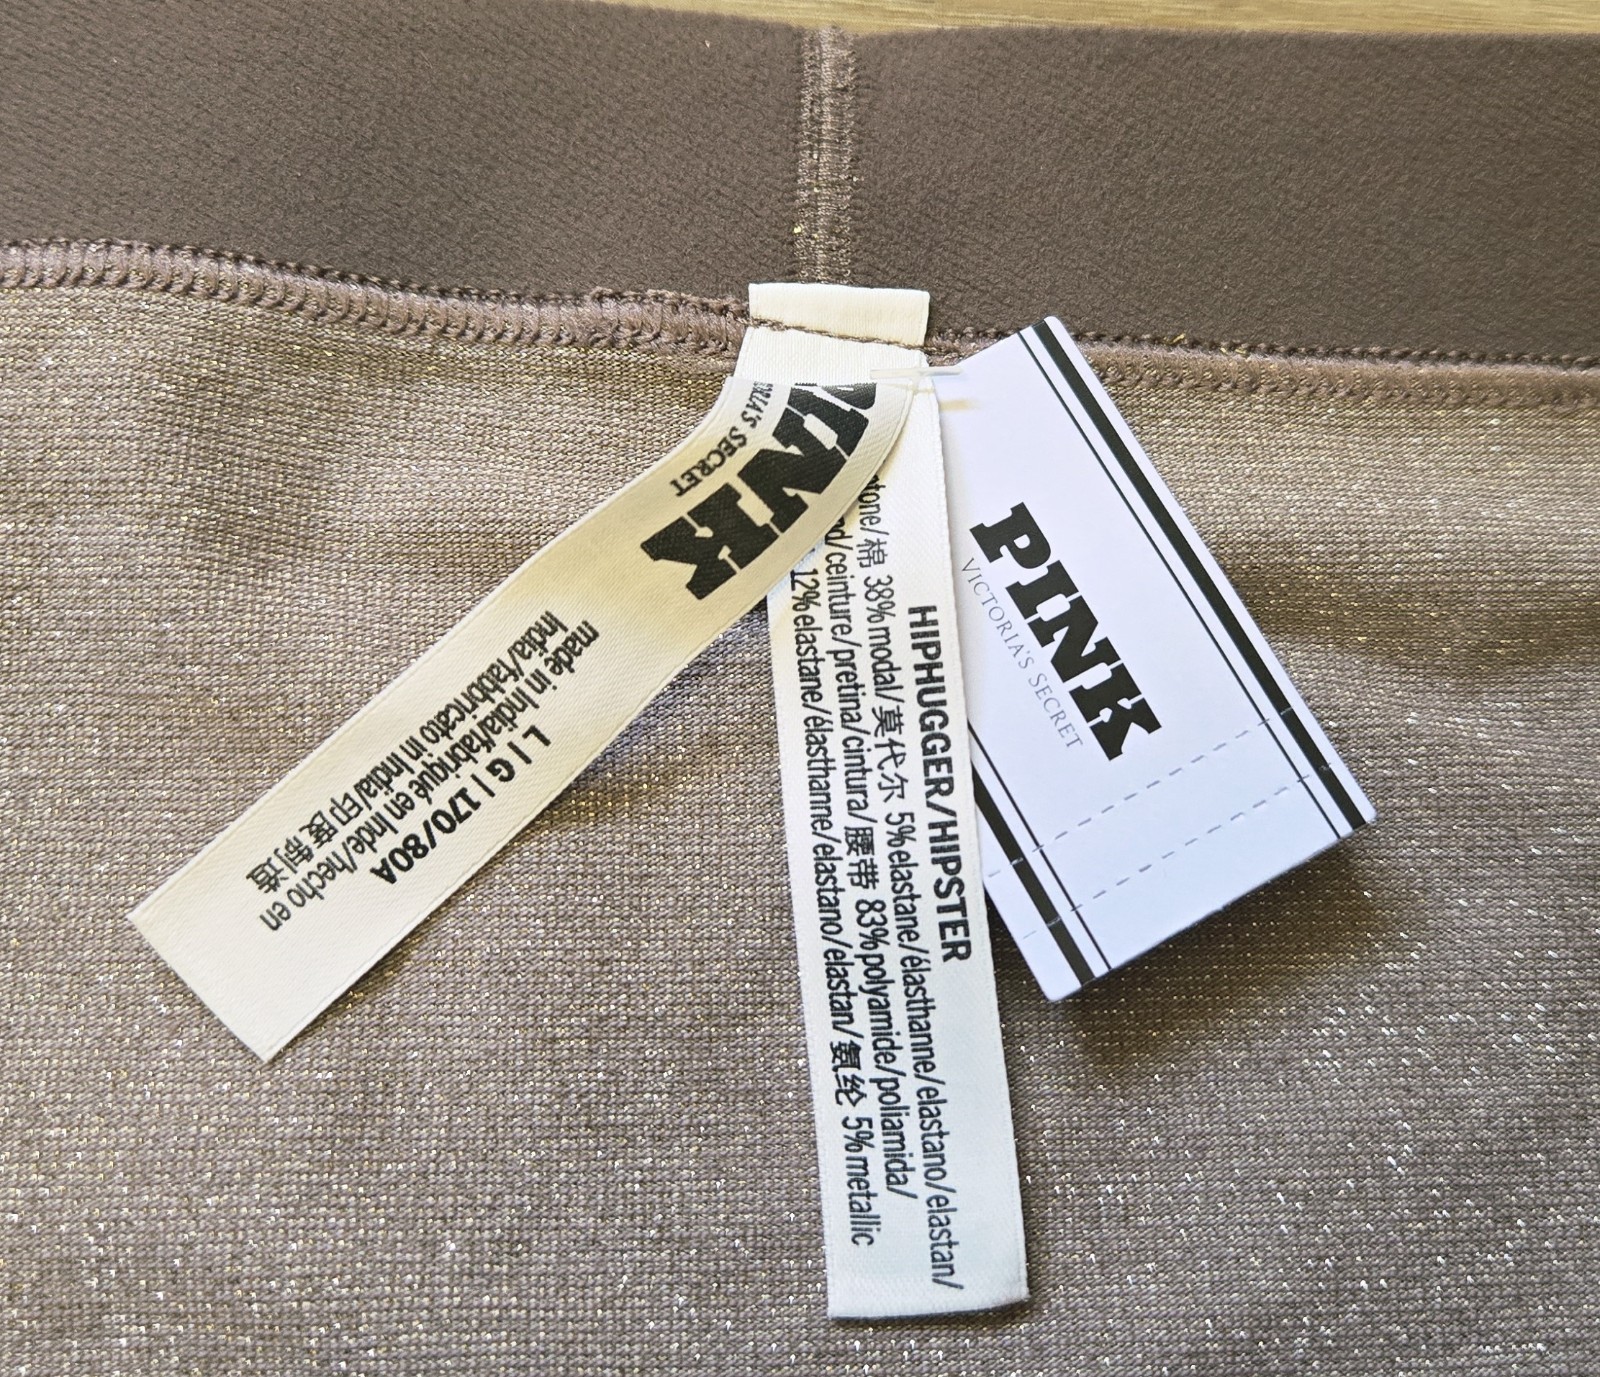 PINK
VICTORIA'S SECRET
INK
SECRET
PINK
L | G | 170/80A
made in India/fabriqué en Inde/hecho en
India/fabbricato in India/印度制造
HIPHUGGER/HIPSTER
棉 38% modal/莫代尔 5% elastane/élasthanne/elastano/elastan/
ceinture/pretina/cintura/腰带 83% polyamide/poliamida/
12% elastane/élasthanne/elastano/elastan/氨纶 5% metallic